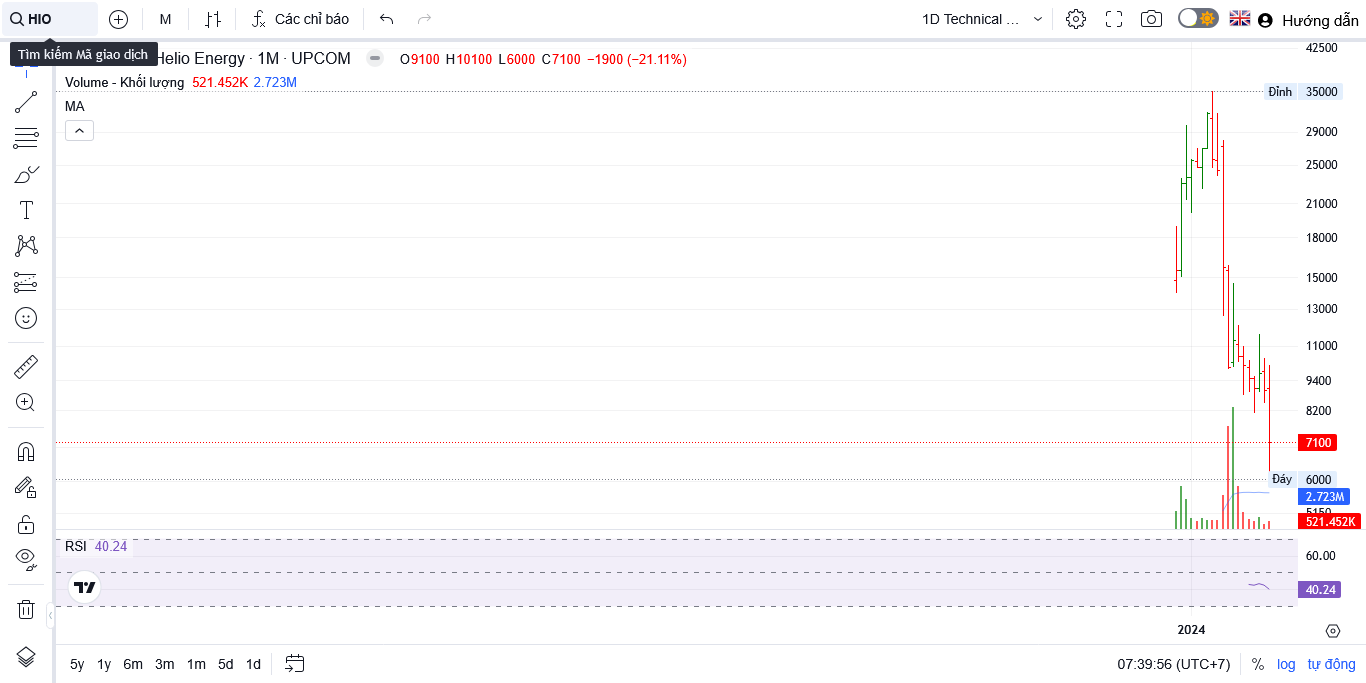 HIO
M
Các chỉ báo
1D Technical ...
Hướng dẫn
Tìm kiếm Mã giao dịch
Helio Energy · 1M · UPCOM
O9100 H10100 L6000 C7100 −1900 (−21.11%)
Volume - Khối lượng 521.452K 2.723M
MA
42500
Đỉnh 35000
29000
25000
21000
18000
15000
13000
11000
9400
8200
7100
Đáy 6000
2.723M
5150
521.452K
RSI 40.24
60.00
40.24
2024
5y 1y 6m 3m 1m 5d 1d
07:39:56 (UTC+7) % log tự động